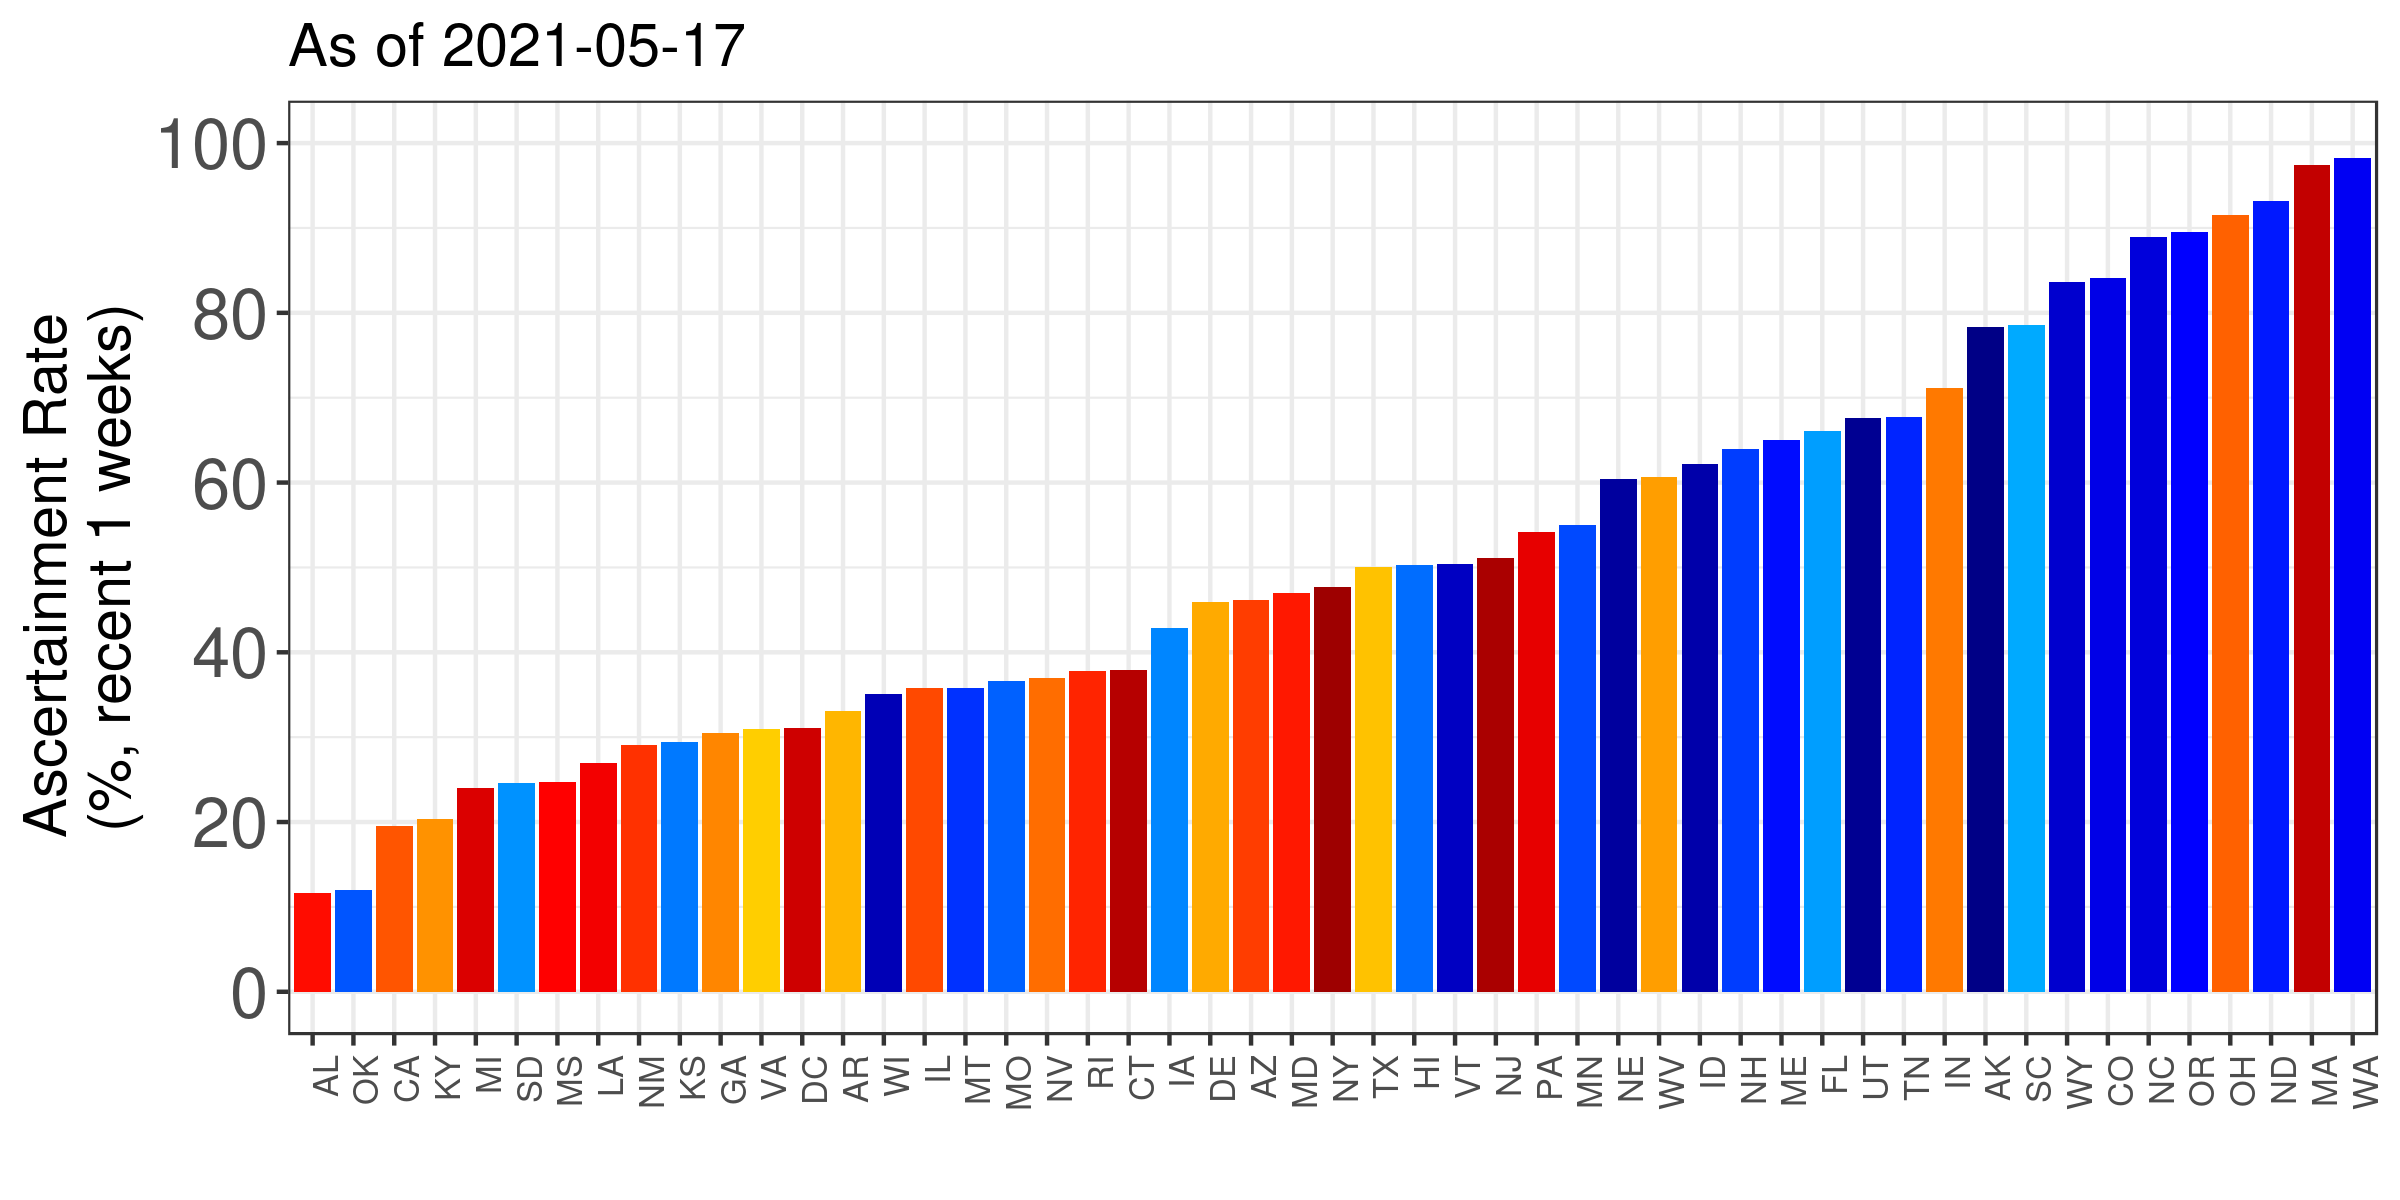 As of 2021-05-17
Ascertainment Rate
(%, recent 1 weeks)
100
80
60
40
20
0
AL OK CA KY MI SD MS LA NM KS GA VA DC AR WI IL MT MO NV RI CT IA DE AZ MD NY TX HI VT NJ PA MN NE WV ID NH ME FL UT TN IN AK SC WY CO NC OR OH ND MA WA